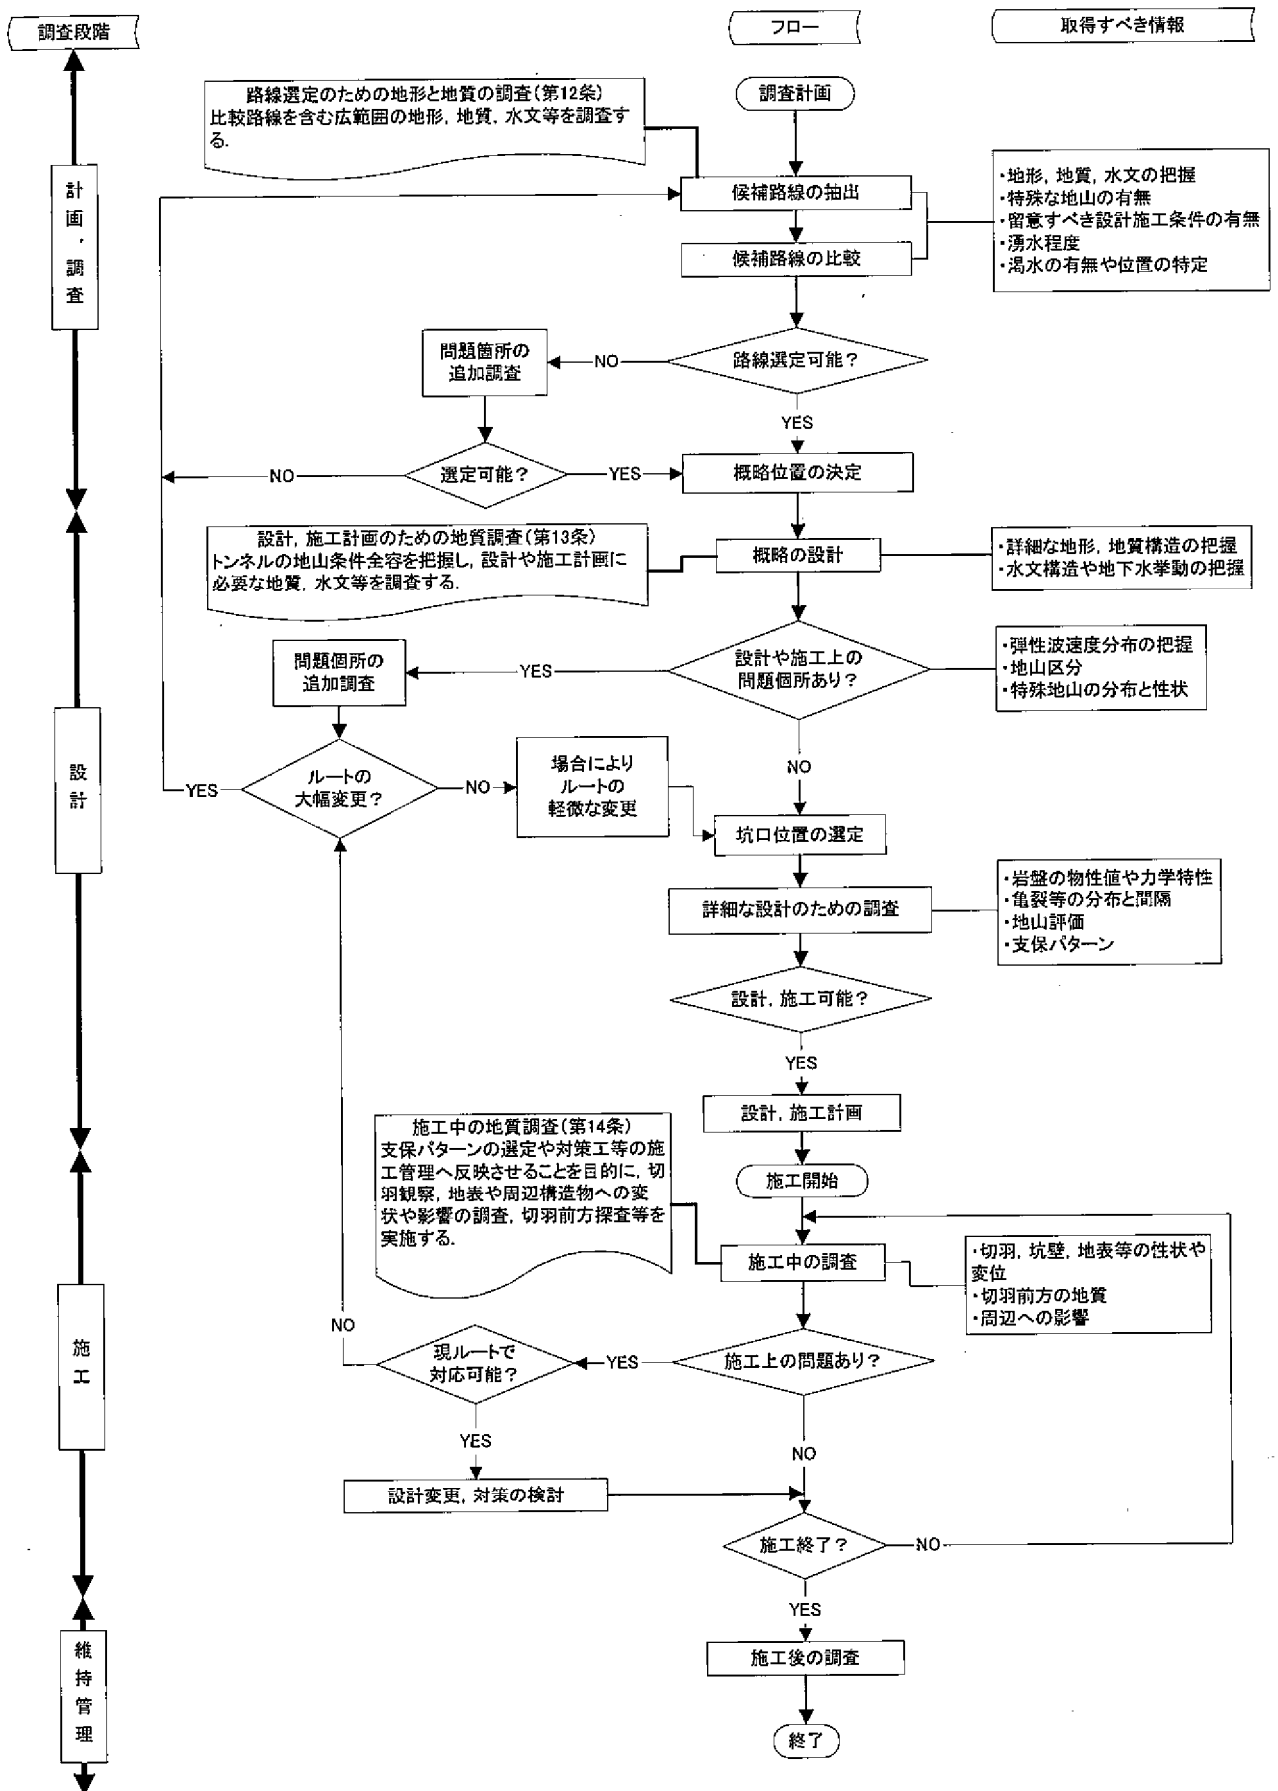 調査段階
フロー
取得すべき情報
路線選定のための地形と地質の調査(第12条)
比較路線を含む広範囲の地形, 地質, 水文等を調査す
る.
調査計画
計画・調査
候補路線の抽出
候補路線の比較
・地形, 地質, 水文の把握
・特殊な地山の有無
・留意すべき設計施工条件の有無
・湧水程度
・渇水の有無や位置の特定
問題箇所の
追加調査
NO
路線選定可能?
YES
NO
選定可能?
YES
概略位置の決定
設計, 施工計画のための地質調査(第13条)
トンネルの地山条件全容を把握し, 設計や施工計画に
必要な地質, 水文等を調査する.
概略の設計
・詳細な地形, 地質構造の把握
・水文構造や地下水挙動の把握
問題個所の
追加調査
YES
設計や施工上の
問題個所あり?
・弾性波速度分布の把握
・地山区分
・特殊地山の分布と性状
設計
NO
YES
ルートの
大幅変更?
NO
場合により
ルートの
軽微な変更
坑口位置の選定
詳細な設計のための調査
・岩盤の物性値や力学特性
・亀裂等の分布と間隔
・地山評価
・支保パターン
設計, 施工可能?
YES
設計, 施工計画
施工中の地質調査(第14条)
支保パターンの選定や対策工等の施
工管理へ反映させることを目的に, 切
羽観察, 地表や周辺構造物への変
状や影響の調査, 切羽前方探査等を
実施する.
施工開始
施工中の調査
・切羽, 坑壁, 地表等の性状や
変位
・切羽前方の地質
・周辺への影響
施工
NO
現ルートで
対応可能?
YES
施工上の問題あり?
YES
NO
設計変更, 対策の検討
施工終了?
NO
YES
維持管理
施工後の調査
終了